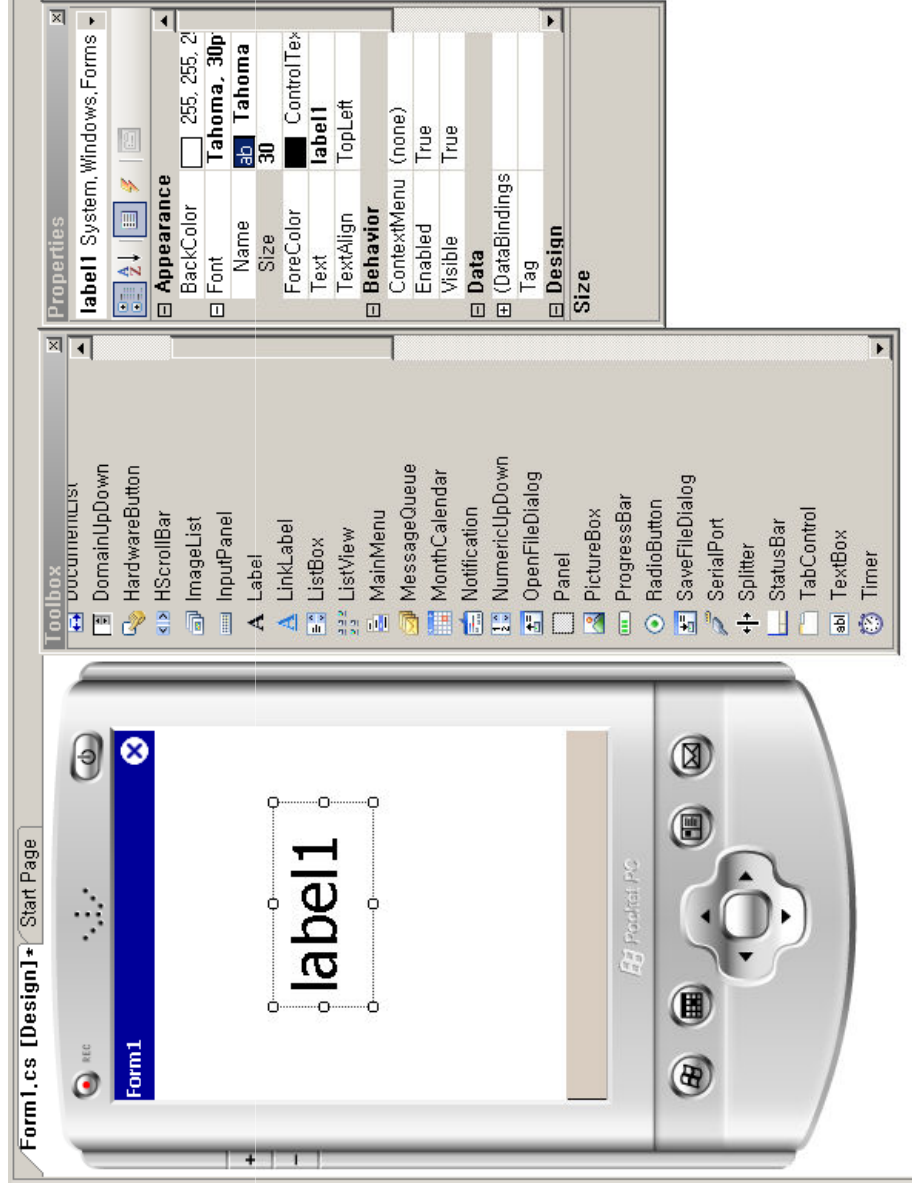 Form1.cs [Design]* Start Page
REC
Form1
label1
Pocket PC
Toolbox
DocumentList
DomainUpDown
HardwareButton
HScrollBar
ImageList
InputPanel
Label
LinkLabel
ListBox
ListView
MainMenu
MessageQueue
MonthCalendar
Notification
NumericUpDown
OpenFileDialog
Panel
PictureBox
ProgressBar
RadioButton
SaveFileDialog
SerialPort
Splitter
StatusBar
TabControl
TextBox
Timer
Properties
label1 System.Windows.Forms
Appearance
BackColor 255, 255, 2
Font Tahoma, 30p
Name ab Tahoma
Size 30
ForeColor ControlTex
Text label1
TextAlign TopLeft
Behavior
ContextMenu (none)
Enabled True
Visible True
Data
(DataBindings
Tag
Design
Size